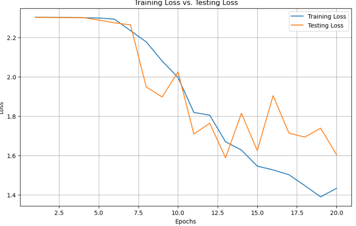 Training Loss vs. Testing Loss
Training Loss
Testing Loss
2.2
2.0
1.8
1.6
1.4
Loss
2.5
5.0
7.5
10.0
12.5
15.0
17.5
20.0
Epochs